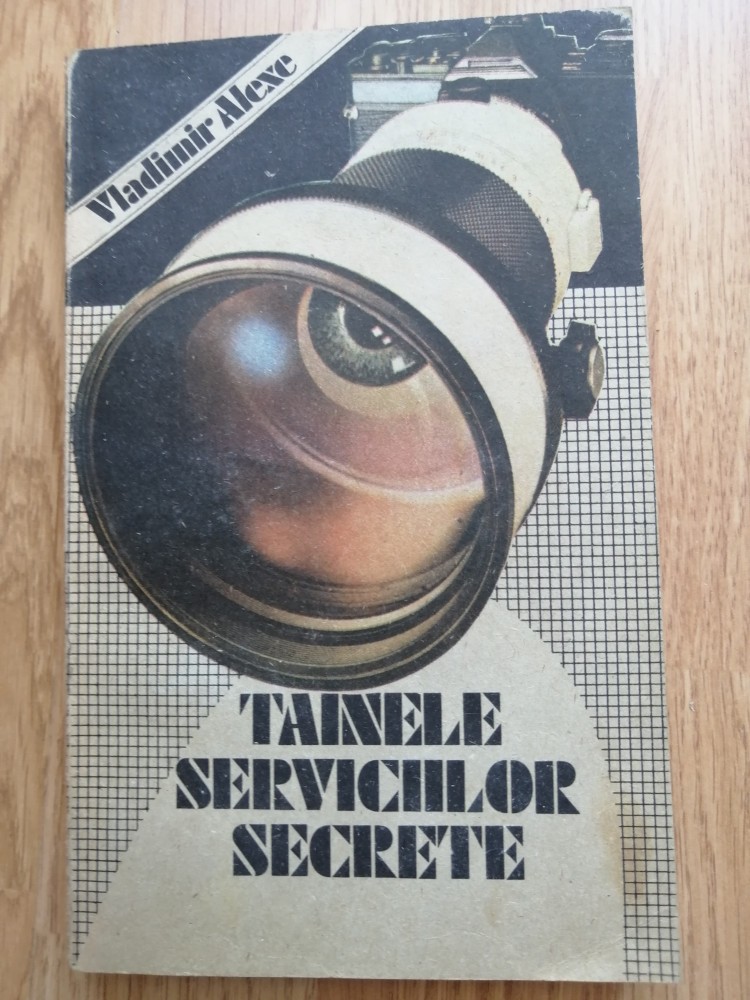 Vladimir Alexe
TAINELE
SERVICIILOR
SECRETE